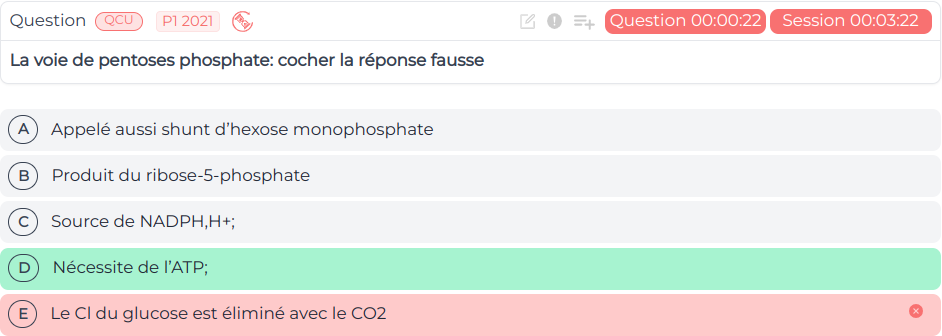 Question QCU P1 2021 Question 00:00:22 Session 00:03:22
La voie de pentoses phosphate: cocher la réponse fausse
A Appelé aussi shunt d’hexose monophosphate
B Produit du ribose-5-phosphate
C Source de NADPH,H+;
D Nécessite de l’ATP;
E Le Cl du glucose est éliminé avec le CO2